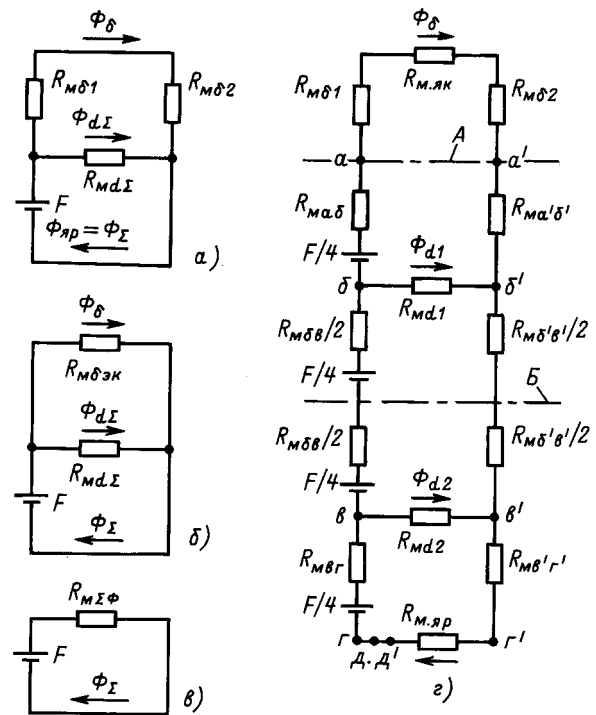 Φδ
Rмδ1 Rмδ2
ΦdΣ
RмdΣ
F
Φяр=ΦΣ
а)
Φδ
Rмδэк
ΦdΣ
RмdΣ
F
ΦΣ
б)
RмΣФ
F
ΦΣ
в)
Φδ
Rм.як
Rмδ1 Rмδ2
А
а а′
Rмаб Rма′б′
F/4
Φd1
б б′
Rмd1
Rмбв/2 Rмб′в′/2
F/4
Б
Rмбв/2 Rмб′в′/2
F/4
Φd2
в в′
Rмd2
Rмвг Rмв′г′
F/4
Rм.яр
г г′
д. д′
г)